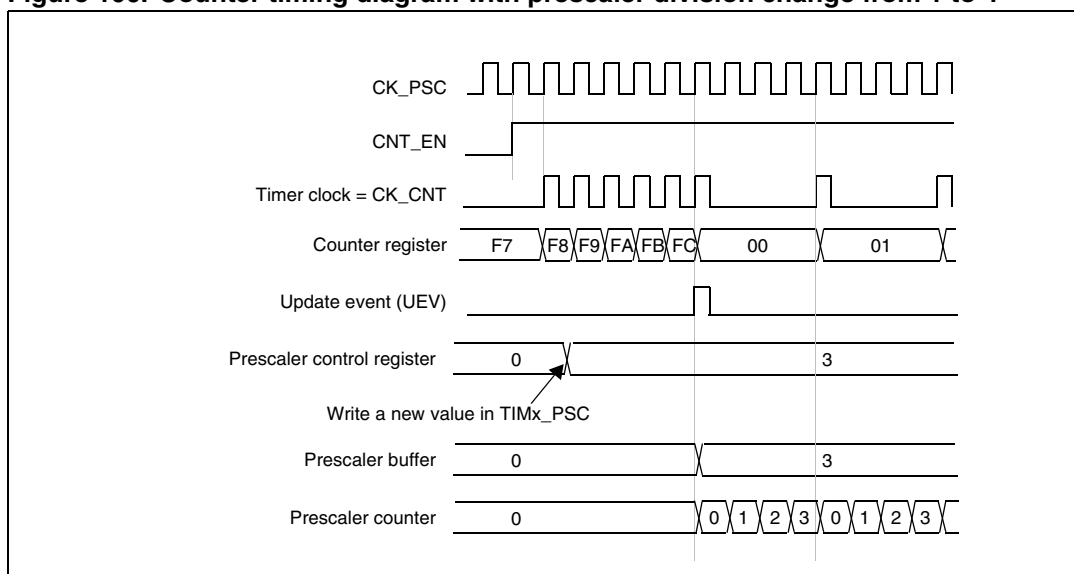 CK_PSC
CNT_EN
Timer clock = CK_CNT
Counter register F7 F8 F9 FA FB FC 00 01
Update event (UEV)
Prescaler control register 0 3
Write a new value in TIMx_PSC
Prescaler buffer 0 3
Prescaler counter 0 0 1 2 3 0 1 2 3